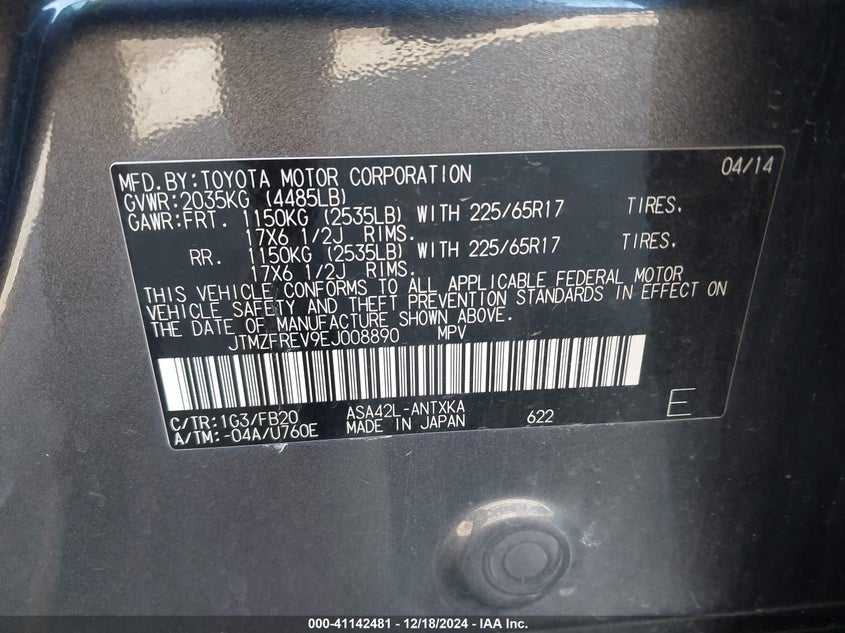 MFD.BY:TOYOTA MOTOR CORPORATION 04/14
GVWR:2035KG (4485LB)
GAWR:FRT. 1150KG (2535LB) WITH 225/65R17 TIRES,
17X6 1/2J RIMS.
RR. 1150KG (2535LB) WITH 225/65R17 TIRES,
17X6 1/2J RIMS.
THIS VEHICLE CONFORMS TO ALL APPLICABLE FEDERAL MOTOR
VEHICLE SAFETY AND THEFT PREVENTION STANDARDS IN EFFECT ON
THE DATE OF MANUFACTURE SHOWN ABOVE.
JTMZFREV9EJ008890 MPV
C/TR:1G3/FB20 ASA42L-ANTXKA 622 E
A/TM:-04A/U760E MADE IN JAPAN
000-41142481 - 12/18/2024 - IAA Inc.